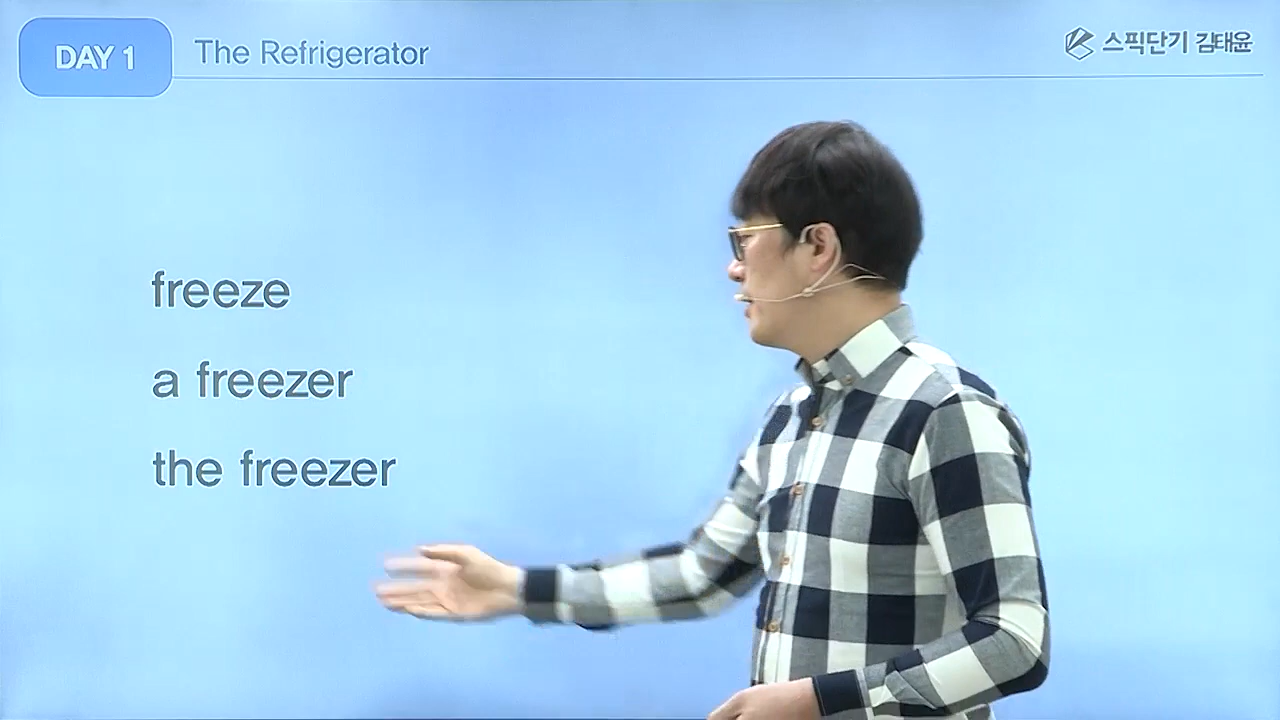 DAY 1
The Refrigerator
스픽단기 김태윤
freeze
a freezer
the freezer